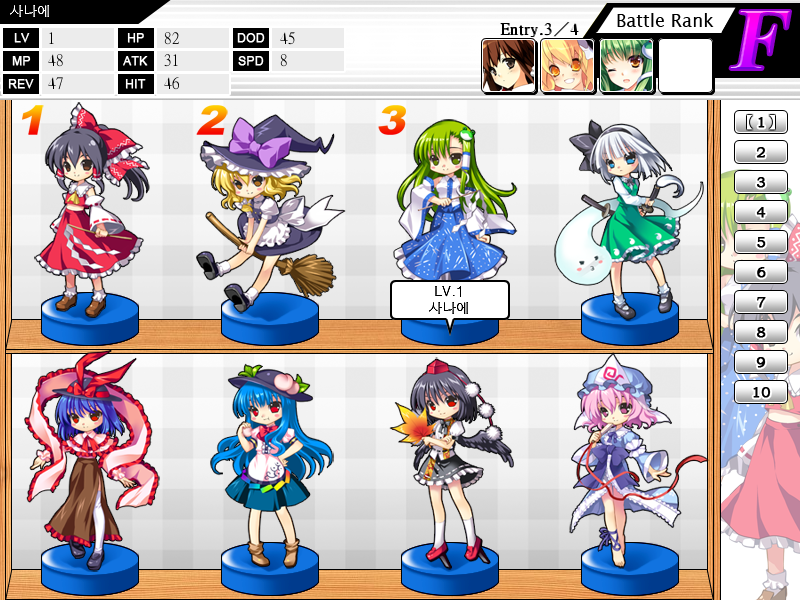 사나에
LV 1 HP 82 DOD 45
MP 48 ATK 31 SPD 8
REV 47 HIT 46
Entry.3/4
Battle Rank F
1 2 3
LV.1
사나에
【1】
2
3
4
5
6
7
8
9
10